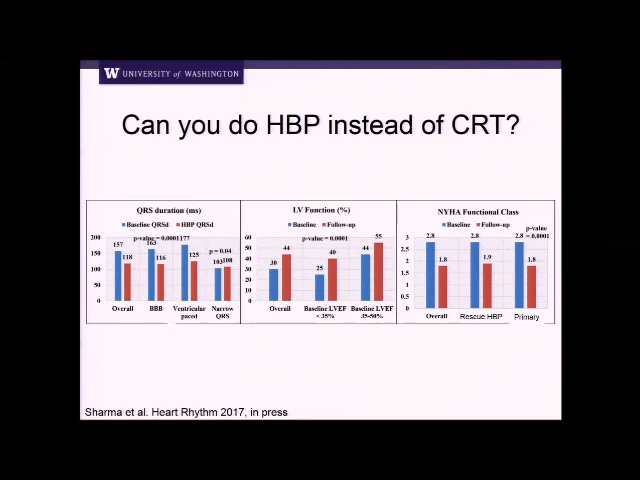 W UNIVERSITY of WASHINGTON
Can you do HBP instead of CRT?
QRS duration (ms)
Baseline QRSd HBP QRSd
p-value = 0.0001
p = 0.04
200
150
100
50
0
157
118
163
116
177
125
103
108
Overall
BBB
Ventricular paced
Narrow QRS
LV Function (%)
Baseline Follow-up
p-value = 0.0001
60
50
40
30
20
10
0
30
44
25
40
44
55
Overall
Baseline LVEF < 35%
Baseline LVEF 35-50%
NYHA Functional Class
Baseline Follow-up
p-value = 0.0001
3
2.5
2
1.5
1
0.5
0
2.8
1.8
2.8
1.9
2.8
1.8
Overall
Rescue HBP
Primary
Sharma et al. Heart Rhythm 2017, in press